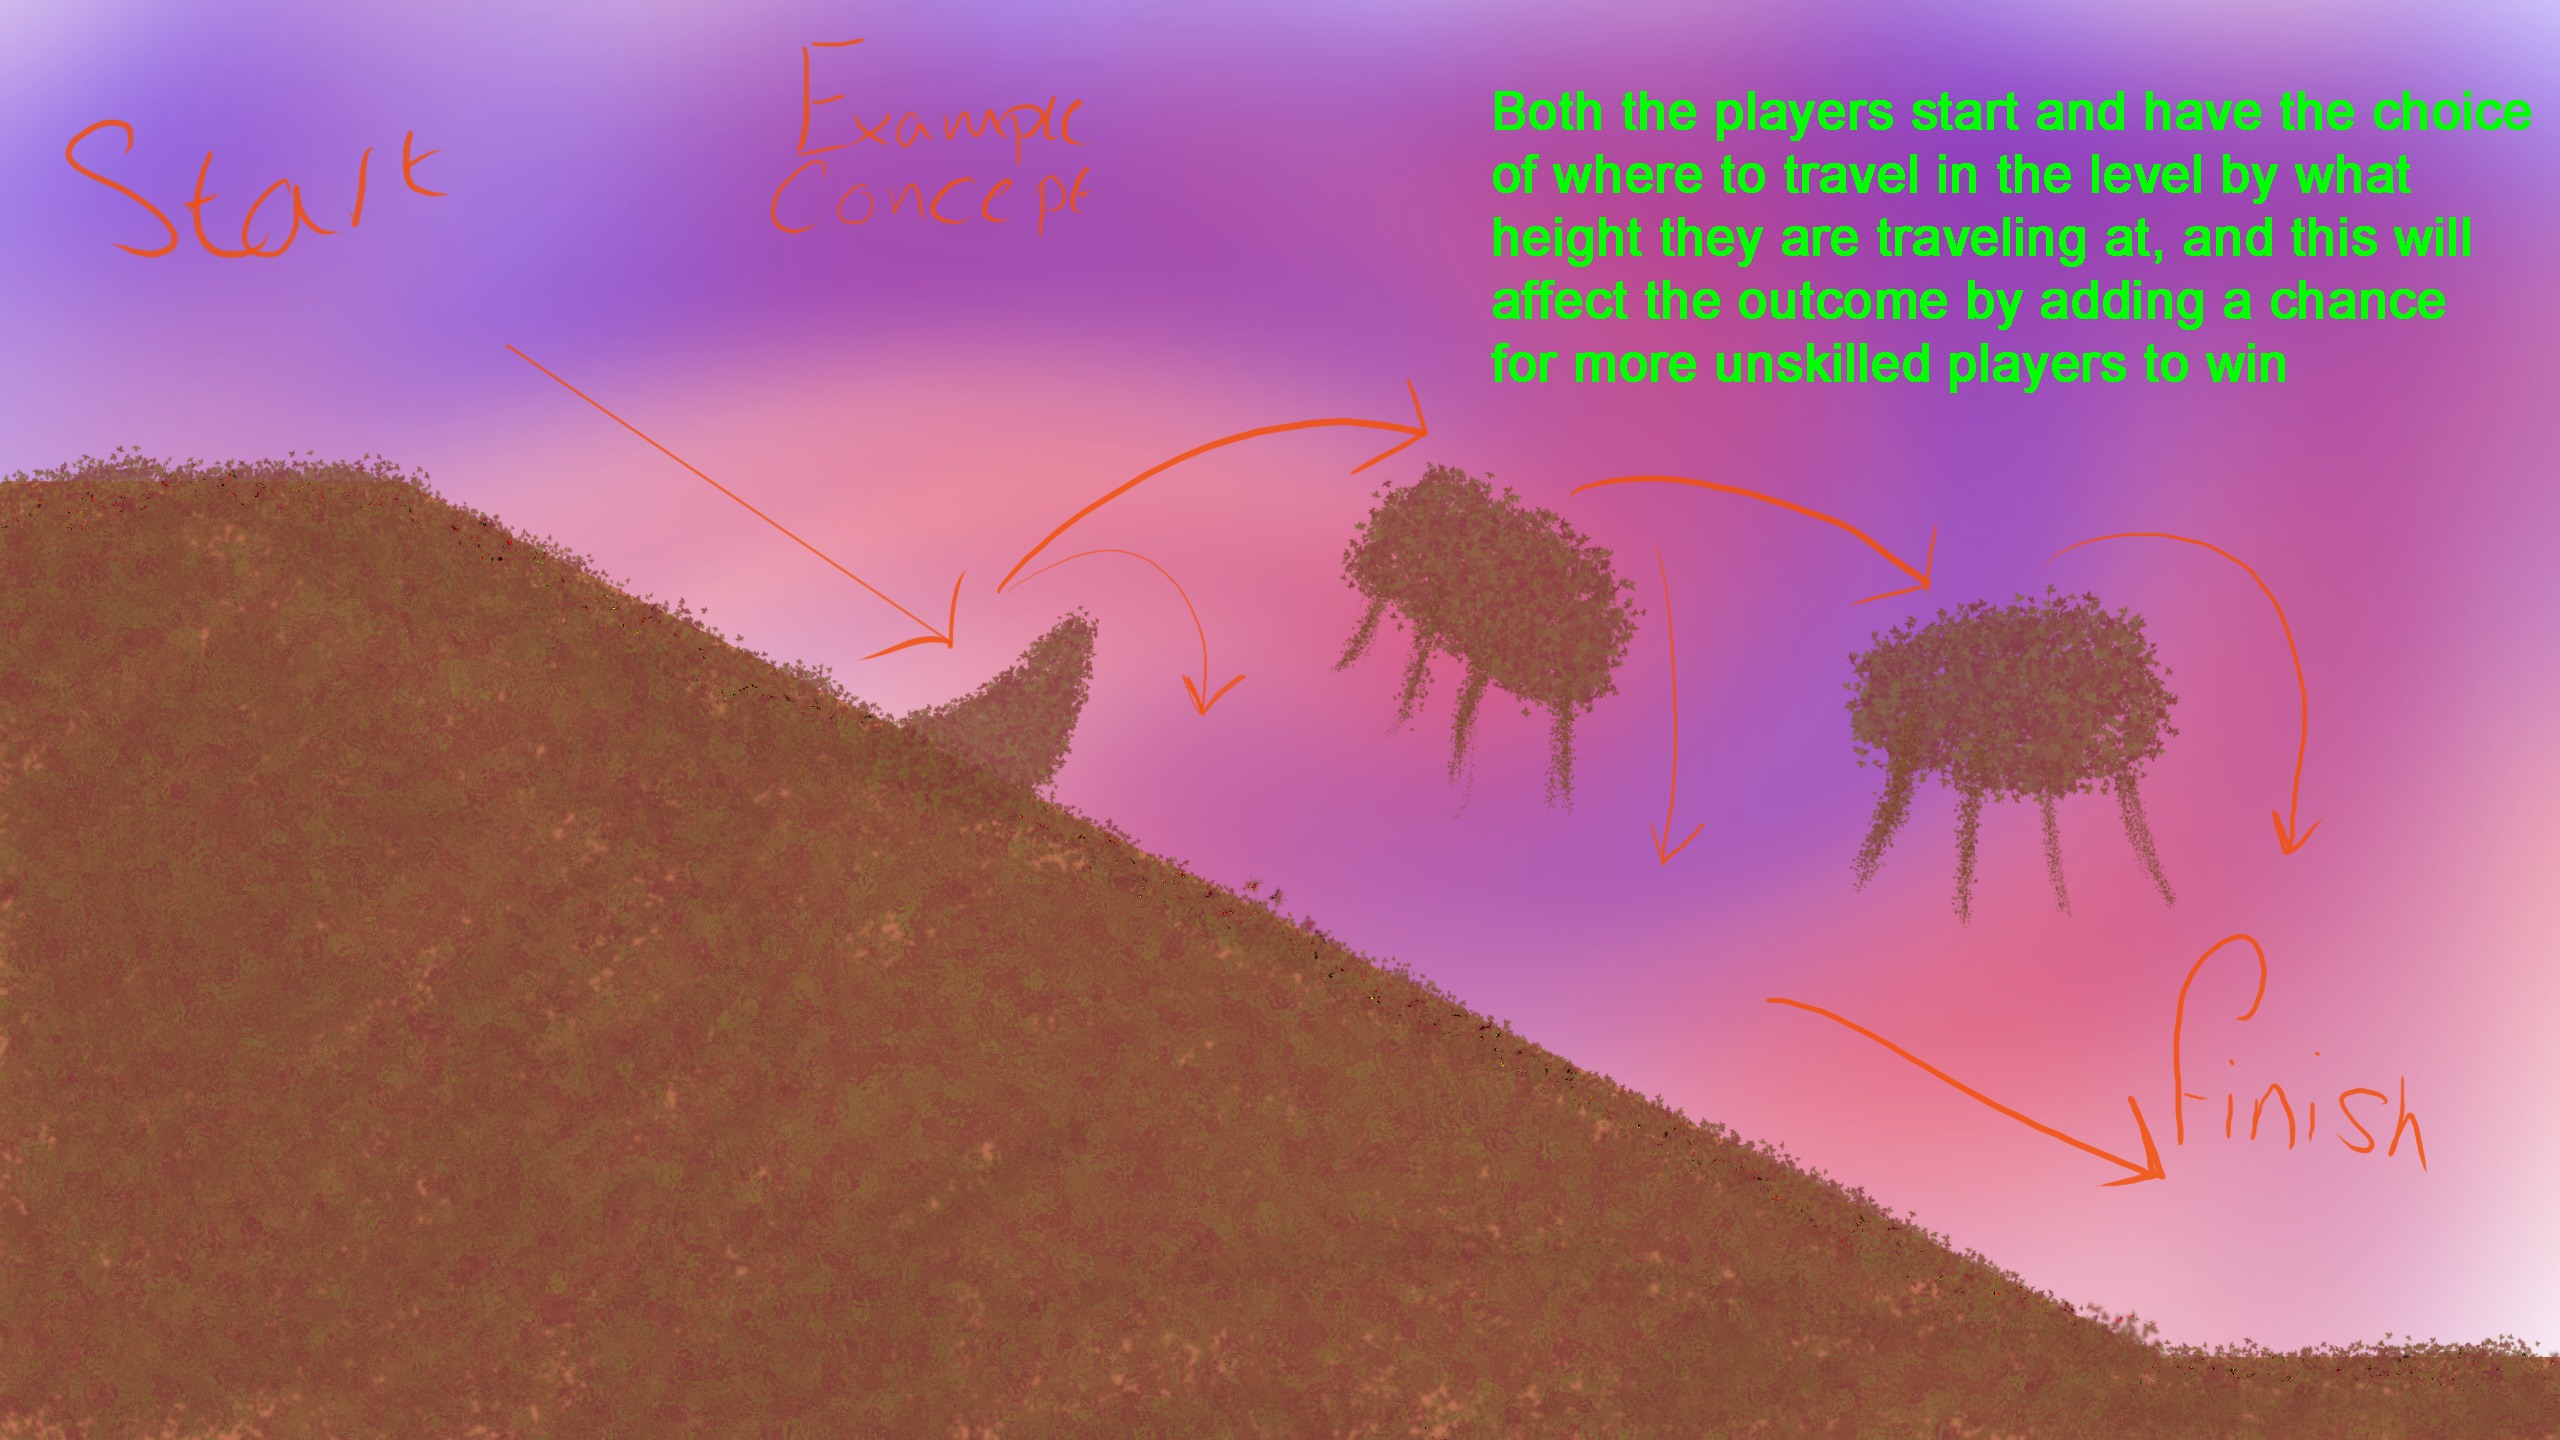 Start
Example
Concept
Both the players start and have the choice
of where to travel in the level by what
height they are traveling at, and this will
affect the outcome by adding a chance
for more unskilled players to win
finish